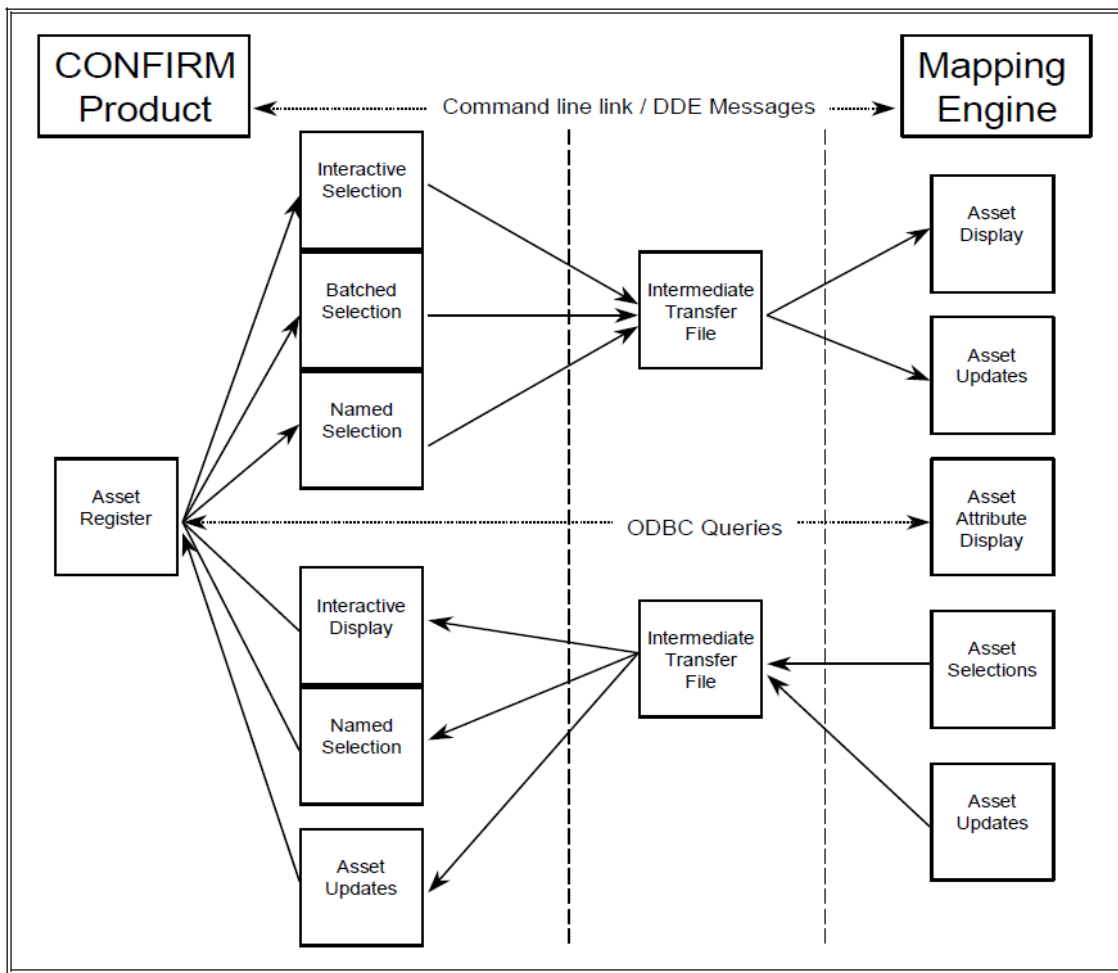 CONFIRM
Product
Mapping
Engine
Command line link / DDE Messages
Interactive
Selection
Batched
Selection
Named
Selection
Intermediate
Transfer
File
Asset
Display
Asset
Updates
Asset
Register
ODBC Queries
Asset
Attribute
Display
Interactive
Display
Named
Selection
Asset
Updates
Intermediate
Transfer
File
Asset
Selections
Asset
Updates